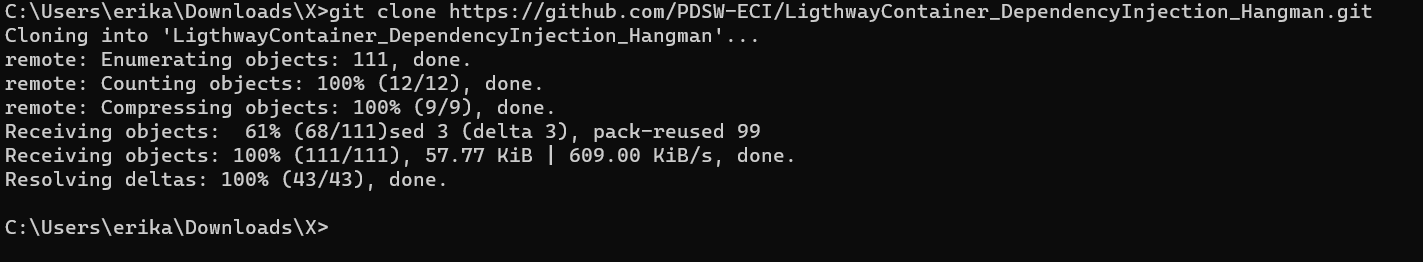 C:\Users\erika\Downloads\X>git clone https://github.com/PDSW-ECI/LigthwayContainer_DependencyInjection_Hangman.git
Cloning into 'LigthwayContainer_DependencyInjection_Hangman'...
remote: Enumerating objects: 111, done.
remote: Counting objects: 100% (12/12), done.
remote: Compressing objects: 100% (9/9), done.
Receiving objects:  61% (68/111)sed 3 (delta 3), pack-reused 99
Receiving objects: 100% (111/111), 57.77 KiB | 609.00 KiB/s, done.
Resolving deltas: 100% (43/43), done.
C:\Users\erika\Downloads\X>